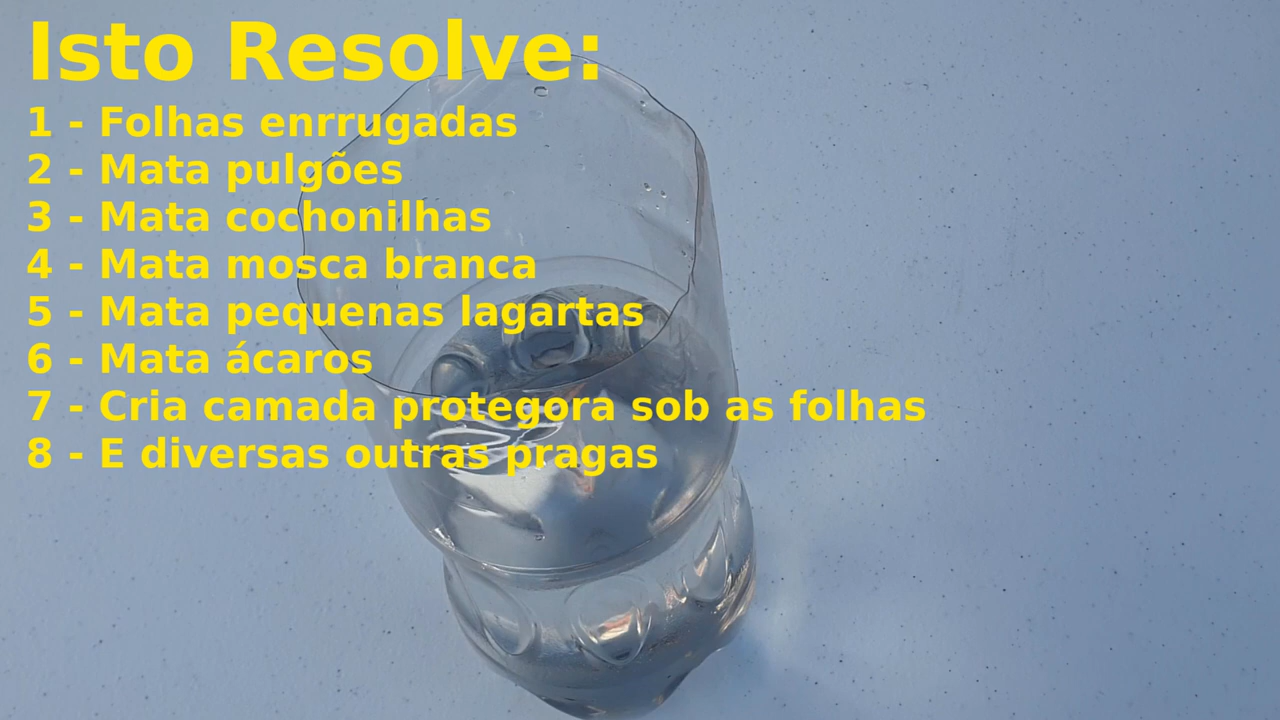 Isto Resolve:
1 - Folhas enrrugadas
2 - Mata pulgões
3 - Mata cochonilhas
4 - Mata mosca branca
5 - Mata pequenas lagartas
6 - Mata ácaros
7 - Cria camada protegora sob as folhas
8 - E diversas outras pragas